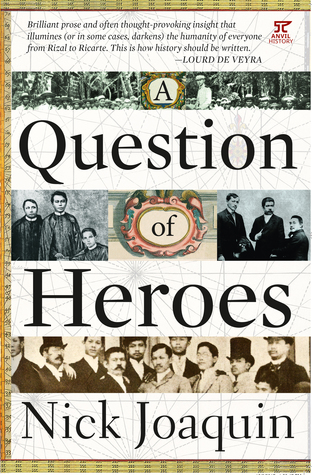 Brilliant prose and often thought-provoking insight that
illumines (or in some cases, darkens) the humanity of everyone
from Rizal to Ricarte. This is how history should be written.
—LOURD DE VEYRA
ANVIL
HISTORY
A
Question
of
Heroes
Nick Joaquin